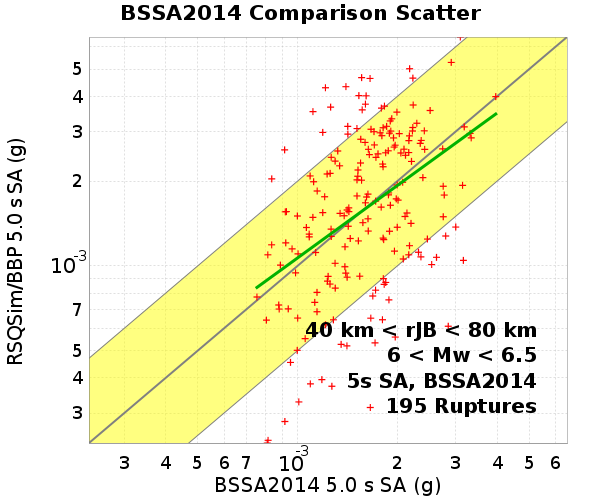 BSSA2014 Comparison Scatter
RSQSim/BBP 5.0 s SA (g)
5
4
3
2
10-3
7
5
4
3
40 km < rJB < 80 km
6 < Mw < 6.5
5s SA, BSSA2014
195 Ruptures
3 4 5 6 7 10-3 2 3 4 5 6
BSSA2014 5.0 s SA (g)